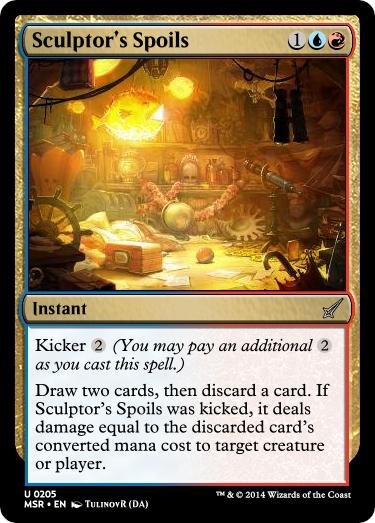 Sculptor's Spoils 1
Instant
Kicker 2 (You may pay an additional 2
as you cast this spell.)
Draw two cards, then discard a card. If
Sculptor's Spoils was kicked, it deals
damage equal to the discarded card's
converted mana cost to target creature
or player.
U 0205
MSR • EN TulinovR (DA)
™ & © 2014 Wizards of the Coast